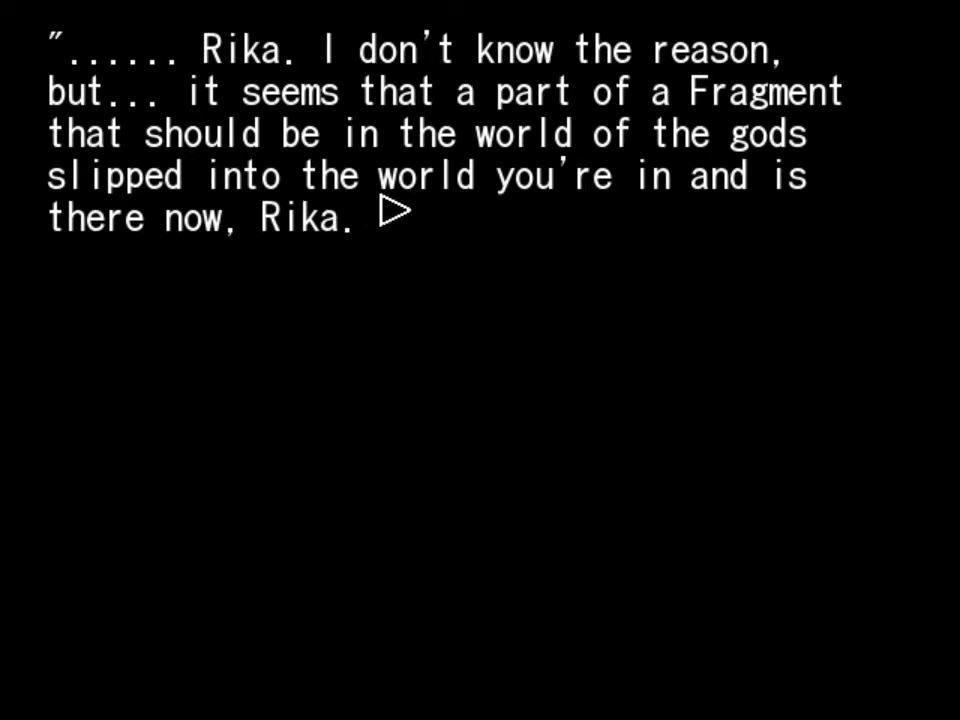 "...... Rika. I don't know the reason,
but... it seems that a part of a Fragment
that should be in the world of the gods
slipped into the world you're in and is
there now, Rika.